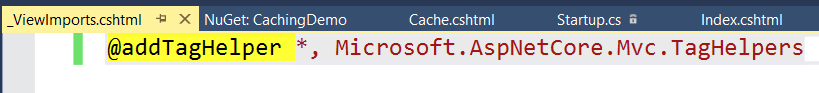 _ViewImports.cshtml NuGet: CachingDemo Cache.cshtml Startup.cs Index.cshtml
@addTagHelper *, Microsoft.AspNetCore.Mvc.TagHelpers